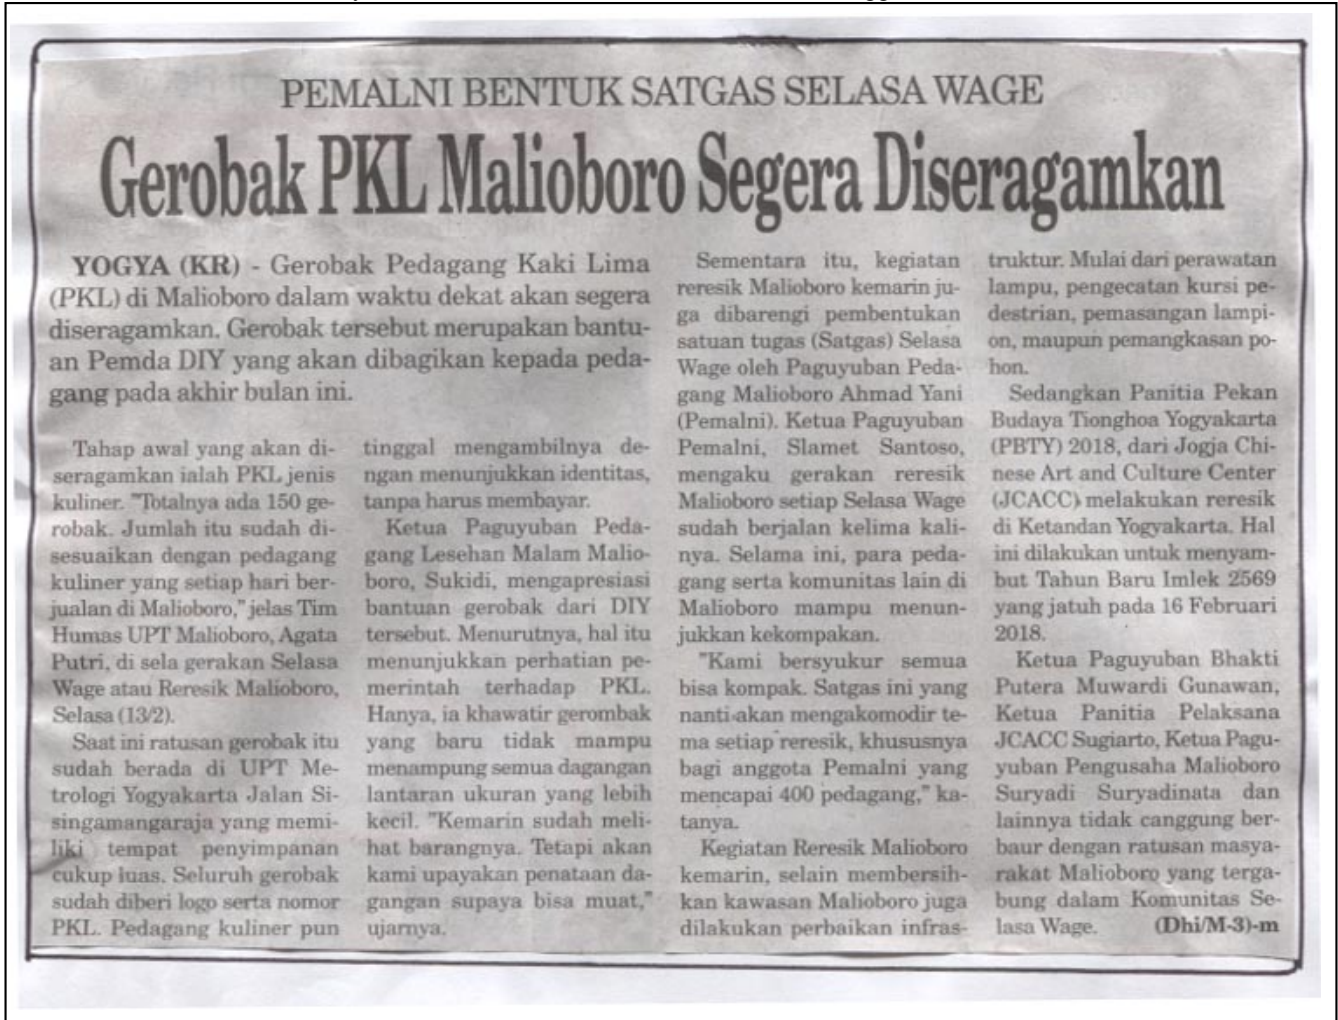 PEMALNI BENTUK SATGAS SELASA WAGE
Gerobak PKL Malioboro Segera Diseragamkan
YOGYA (KR) - Gerobak Pedagang Kaki Lima
(PKL) di Malioboro dalam waktu dekat akan segera
diseragamkan. Gerobak tersebut merupakan bantu-
an Pemda DIY yang akan dibagikan kepada peda-
gang pada akhir bulan ini.
Tahap awal yang akan di-
seragamkan ialah PKL jenis
kuliner. "Totalnya ada 150 ge-
robak. Jumlah itu sudah di-
sesuaikan dengan pedagang
kuliner yang setiap hari ber-
jualan di Malioboro," jelas Tim
Humas UPT Malioboro, Agata
Putri, di sela gerakan Selasa
Wage atau Reresik Malioboro,
Selasa (13/2).
Saat ini ratusan gerobak itu
sudah berada di UPT Me-
trologi Yogyakarta Jalan Si-
singamangaraja yang memi-
liki tempat penyimpanan
cukup luas. Seluruh gerobak
sudah diberi logo serta nomor
PKL. Pedagang kuliner pun
tinggal mengambilnya de-
ngan menunjukkan identitas,
tanpa harus membayar.
Ketua Paguyuban Peda-
gang Lesehan Malam Malio-
boro, Sukidi, mengapresiasi
bantuan gerobak dari DIY
tersebut. Menurutnya, hal itu
menunjukkan perhatian pe-
merintah terhadap PKL.
Hanya, ia khawatir gerombak
yang baru tidak mampu
menampung semua dagangan
lantaran ukuran yang lebih
kecil. "Kemarin sudah meli-
hat barangnya. Tetapi akan
kami upayakan penataan da-
gangan supaya bisa muat,"
ujarnya.
Sementara itu, kegiatan
reresik Malioboro kemarin ju-
ga dibarengi pembentukan
satuan tugas (Satgas) Selasa
Wage oleh Paguyuban Peda-
gang Malioboro Ahmad Yani
(Pemalni). Ketua Paguyuban
Pemalni, Slamet Santoso,
mengaku gerakan reresik
Malioboro setiap Selasa Wage
sudah berjalan kelima kali-
nya. Selama ini, para peda-
gang serta komunitas lain di
Malioboro mampu menun-
jukkan kekompakan.
"Kami bersyukur semua
bisa kompak. Satgas ini yang
nanti akan mengakomodir te-
ma setiap reresik, khususnya
bagi anggota Pemalni yang
mencapai 400 pedagang," ka-
tanya.
Kegiatan Reresik Malioboro
kemarin, selain membersih-
kan kawasan Malioboro juga
dilakukan perbaikan infras-
truktur. Mulai dari perawatan
lampu, pengecatan kursi pe-
destrian, pemasangan lampi-
on, maupun pemangkasan po-
hon.
Sedangkan Panitia Pekan
Budaya Tionghoa Yogyakarta
(PBTY) 2018, dari Jogja Chi-
nese Art and Culture Center
(JCACC) melakukan reresik
di Ketandan Yogyakarta. Hal
ini dilakukan untuk menyam-
but Tahun Baru Imlek 2569
yang jatuh pada 16 Februari
2018.
Ketua Paguyuban Bhakti
Putera Muwardi Gunawan,
Ketua Panitia Pelaksana
JCACC Sugiarto, Ketua Pagu-
yuban Pengusaha Malioboro
Suryadi Suryadinata dan
lainnya tidak canggung ber-
baur dengan ratusan masya-
rakat Malioboro yang terga-
bung dalam Komunitas Se-
lasa Wage. (Dhi/M-3)-m